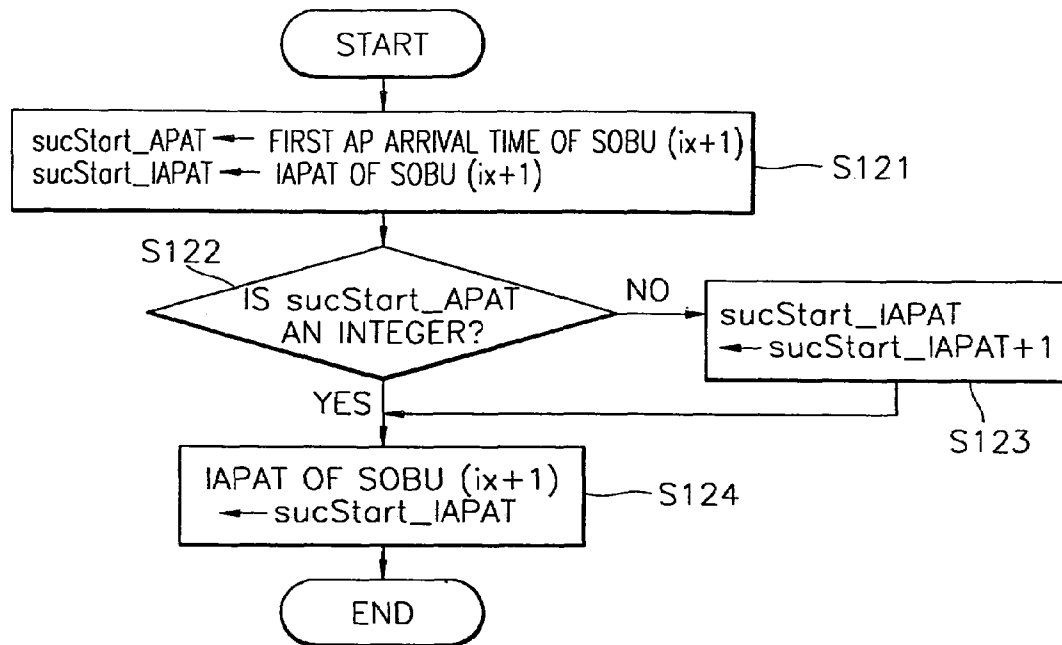 START
sucStart_APAT ← FIRST AP ARRIVAL TIME OF SOBU (ix+1)
sucStart_IAPAT ← IAPAT OF SOBU (ix+1)
S121
S122
IS sucStart_APAT
AN INTEGER?
NO
sucStart_IAPAT
← sucStart_IAPAT+1
S123
YES
IAPAT OF SOBU (ix+1)
← sucStart_IAPAT
S124
END